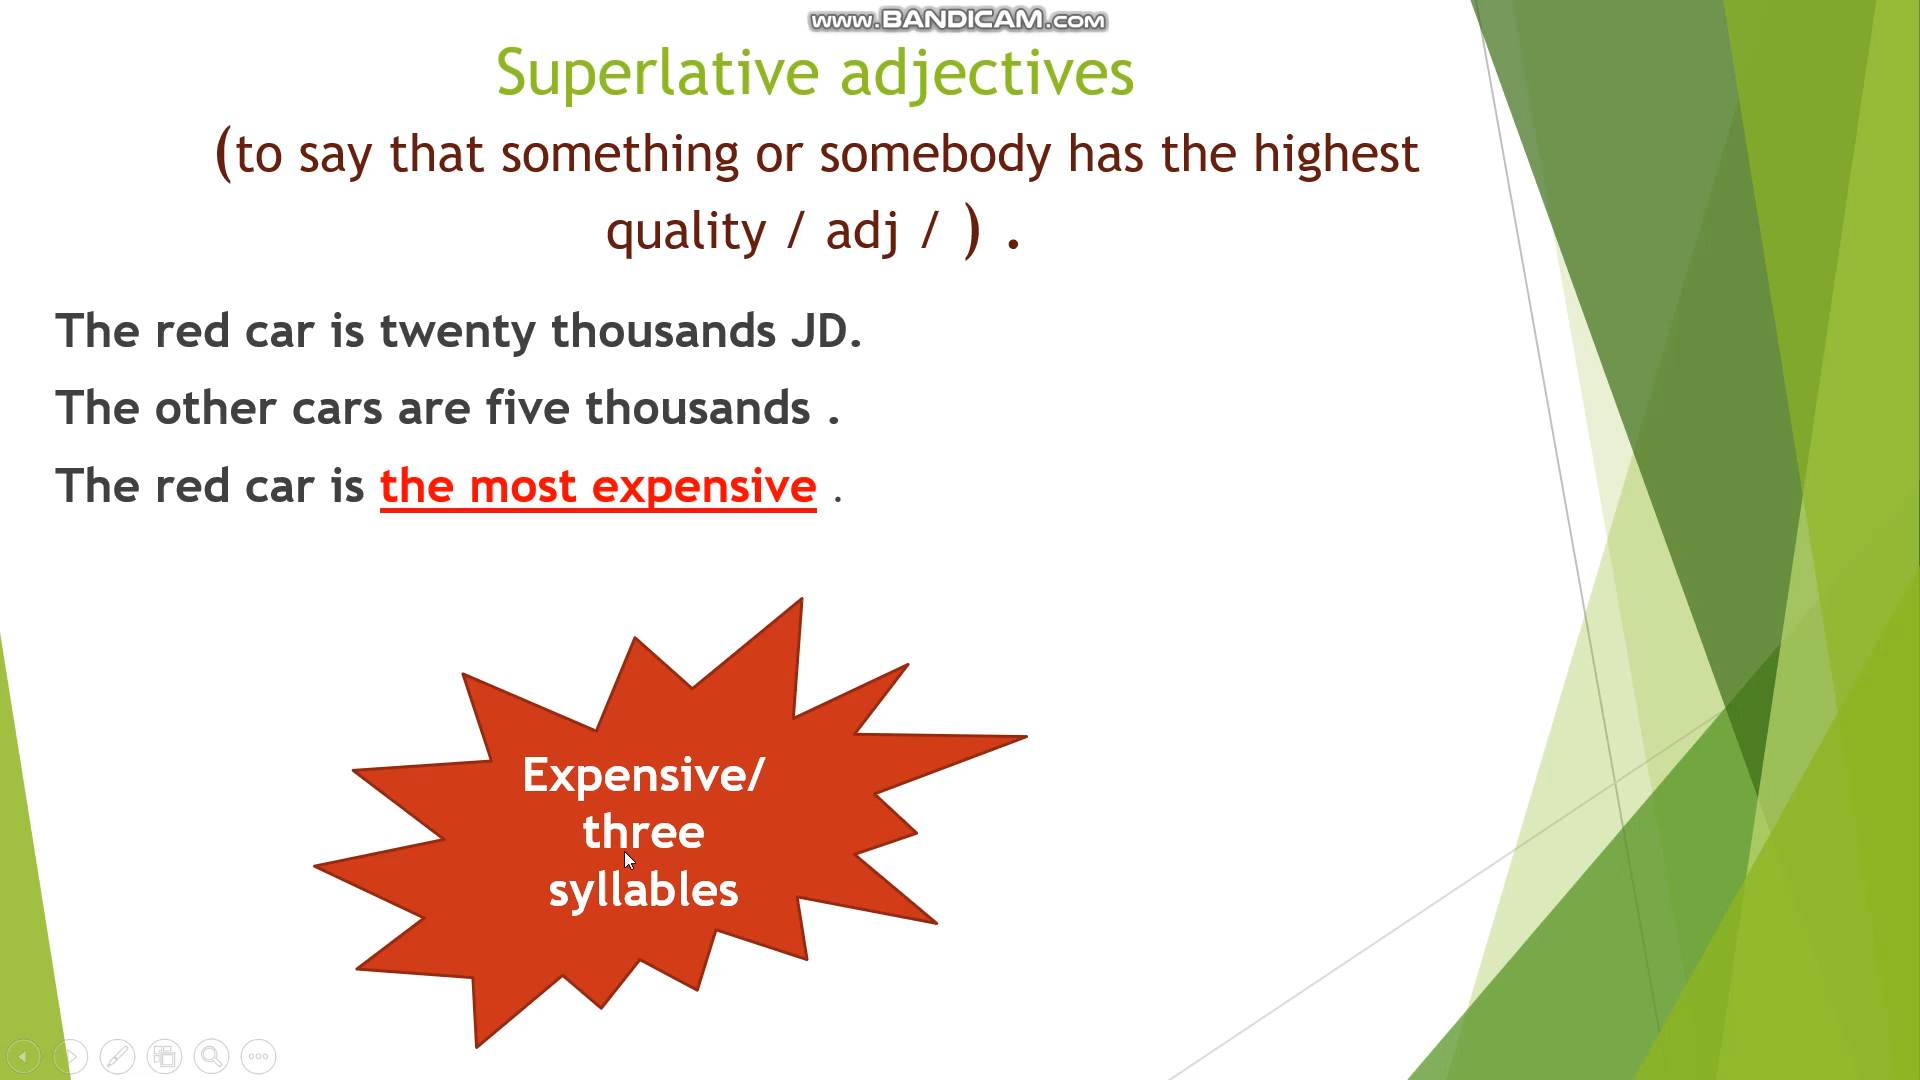 www.BANDICAM.com
Superlative adjectives
(to say that something or somebody has the highest
quality / adj / ) .
The red car is twenty thousands JD.
The other cars are five thousands .
The red car is the most expensive .
Expensive/
three
syllables